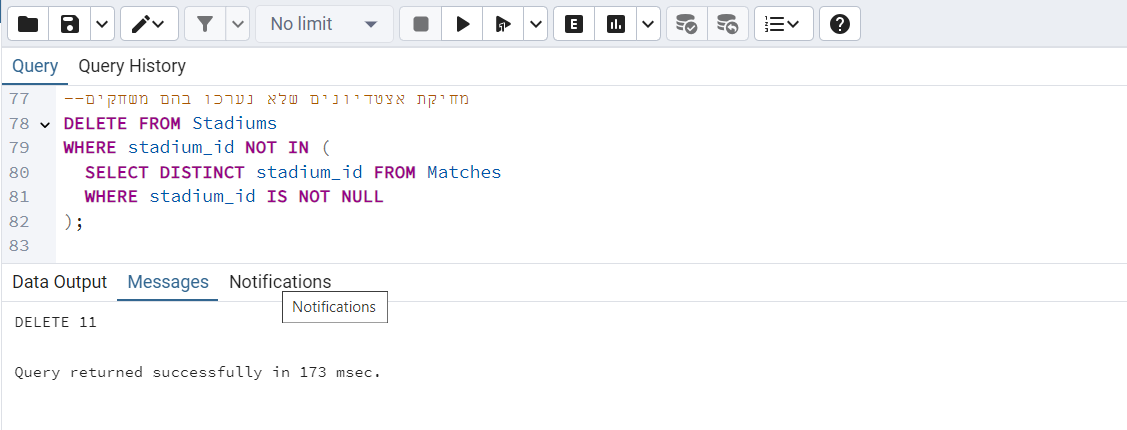 No limit
E
Query Query History
77 --מחיקת אצטדיונים שלא נערכו בהם משחקים
78 DELETE FROM Stadiums
79 WHERE stadium_id NOT IN (
80 SELECT DISTINCT stadium_id FROM Matches
81 WHERE stadium_id IS NOT NULL
82 );
83
Data Output Messages Notifications
Notifications
DELETE 11
Query returned successfully in 173 msec.